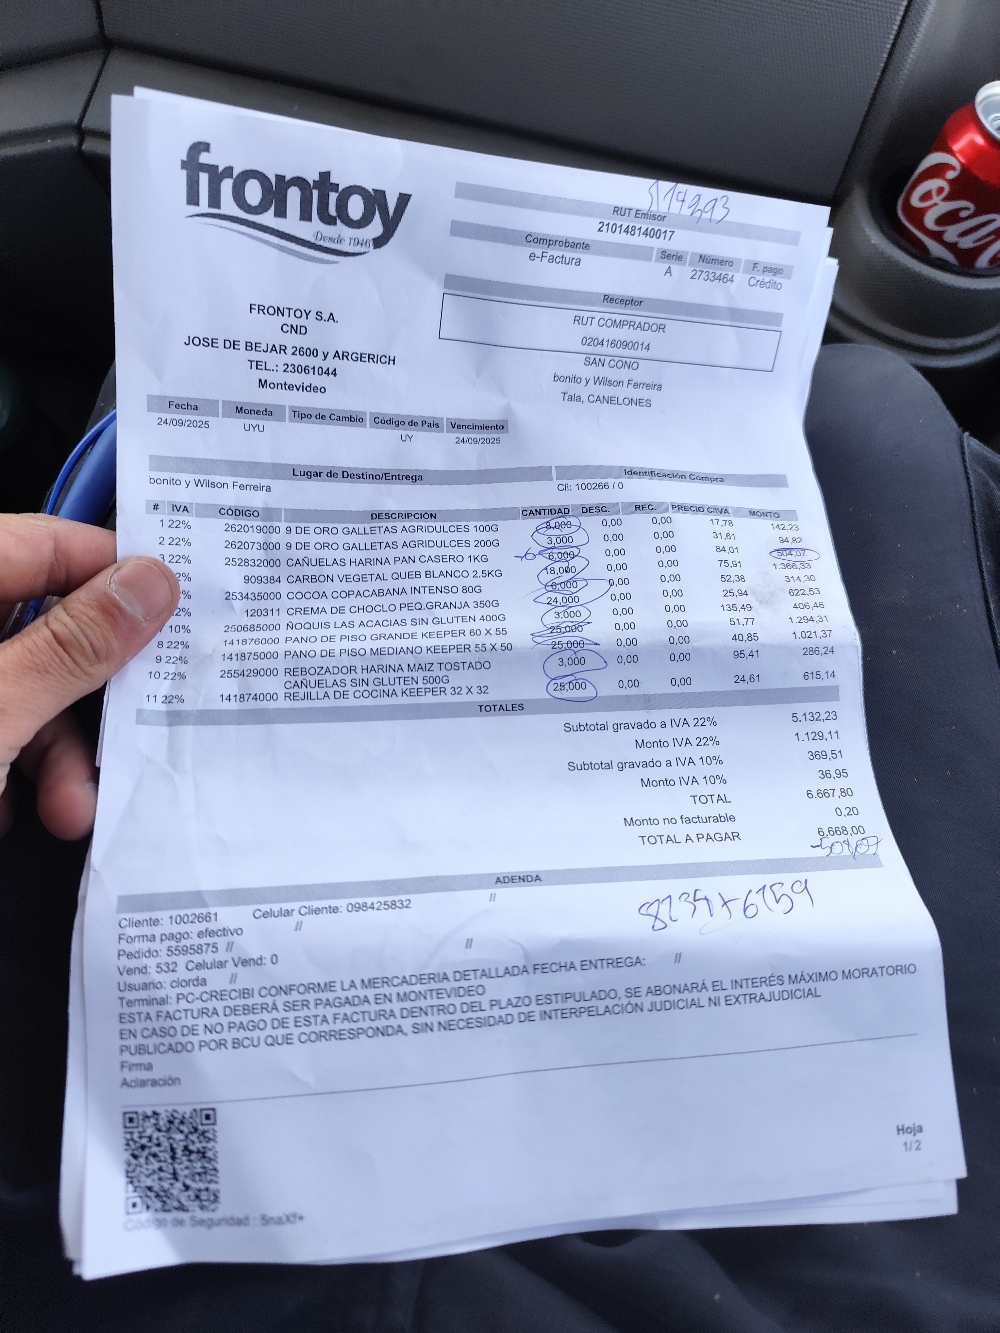 frontoy
Desde 1946
FRONTOY S.A.
CND
JOSE DE BEJAR 2600 y ARGERICH
TEL.: 23061044
Montevideo
RUT Emisor
210148140017
Comprobante Serie Número F. pago
e-Factura A 2733464 Crédito
Receptor
RUT COMPRADOR
020416090014
SAN CONO
bonito y Wilson Ferreira
Tala, CANELONES
Fecha Moneda Tipo de Cambio Código de País Vencimiento
24/09/2025 UYU UY 24/09/2025
Lugar de Destino/Entrega Identificación Compra
bonito y Wilson Ferreira Cli: 100266 / 0
# IVA CÓDIGO DESCRIPCIÓN CANTIDAD DESC. REC. PRECIO C/IVA MONTO
1 22% 262019000 9 DE ORO GALLETAS AGRIDULCES 100G 8,000 0,00 0,00 17,78 142,23
2 22% 262073000 9 DE ORO GALLETAS AGRIDULCES 200G 3,000 0,00 0,00 31,61 94,82
3 22% 252832000 CAÑUELAS HARINA PAN CASERO 1KG 6,000 0,00 0,00 84,01 504,07
2% 909384 CARBON VEGETAL QUEB BLANCO 2.5KG 18,000 0,00 0,00 75,91 1.366,33
253435000 COCOA COPACABANA INTENSO 80G 6,000 0,00 0,00 52,38 314,30
2% 120311 CREMA DE CHOCLO PEQ.GRANJA 350G 24,000 0,00 0,00 25,94 622,53
10% 250685000 ÑOQUIS LAS ACACIAS SIN GLUTEN 400G 3,000 0,00 0,00 135,49 406,46
8 22% 141876000 PANO DE PISO GRANDE KEEPER 60 X 55 25,000 0,00 0,00 51,77 1.294,31
9 22% 141875000 PANO DE PISO MEDIANO KEEPER 55 X 50 25,000 0,00 0,00 40,85 1.021,37
10 22% 255429000 REBOZADOR HARINA MAIZ TOSTADO 3,000 0,00 0,00 95,41 286,24
CAÑUELAS SIN GLUTEN 500G
11 22% 141874000 REJILLA DE COCINA KEEPER 32 X 32 25,000 0,00 0,00 24,61 615,14
TOTALES
Subtotal gravado a IVA 22% 5.132,23
Monto IVA 22% 1.129,11
Subtotal gravado a IVA 10% 369,51
Monto IVA 10% 36,95
TOTAL 6.667,80
Monto no facturable 0,20
TOTAL A PAGAR 6.668,00
ADENDA
Cliente: 1002661 Celular Cliente: 098425832 //
Forma pago: efectivo //
Pedido: 5595875 //
Vend: 532 Celular Vend: 0 //
Usuario: clorda //
Terminal: PC-CRECIBI CONFORME LA MERCADERIA DETALLADA FECHA ENTREGA: //
ESTA FACTURA DEBERÁ SER PAGADA EN MONTEVIDEO
EN CASO DE NO PAGO DE ESTA FACTURA DENTRO DEL PLAZO ESTIPULADO, SE ABONARÁ EL INTERÉS MÁXIMO MORATORIO
PUBLICADO POR BCU QUE CORRESPONDA, SIN NECESIDAD DE INTERPELACIÓN JUDICIAL NI EXTRAJUDICIAL
Firma
Aclaración
Hoja
1/2
Código de Seguridad : 5naXf+
Coca